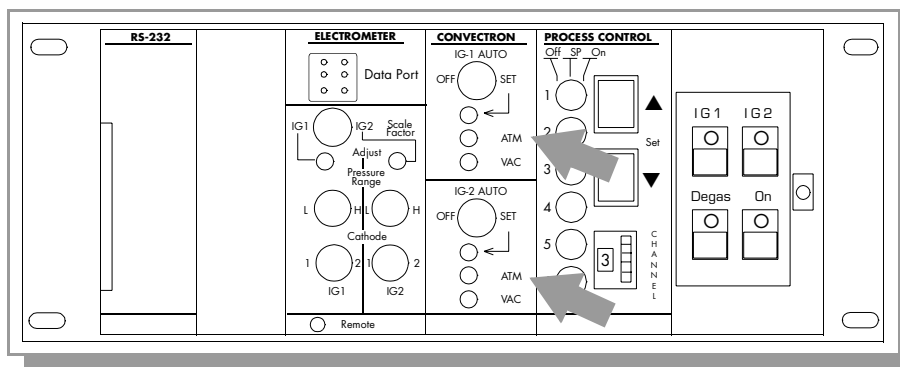 RS-232
ELECTROMETER
Data Port
IG1
IG2
Scale
Factor
Adjust
Pressure
Range
L
H
L
H
Cathode
1
2
1
2
IG1
IG2
Remote
CONVECTRON
IG-1 AUTO
OFF
SET
ATM
VAC
IG-2 AUTO
OFF
SET
ATM
VAC
PROCESS CONTROL
Off SP On
1
2
3
4
5
Set
3
CHANNEL
IG1 IG2
Degas On